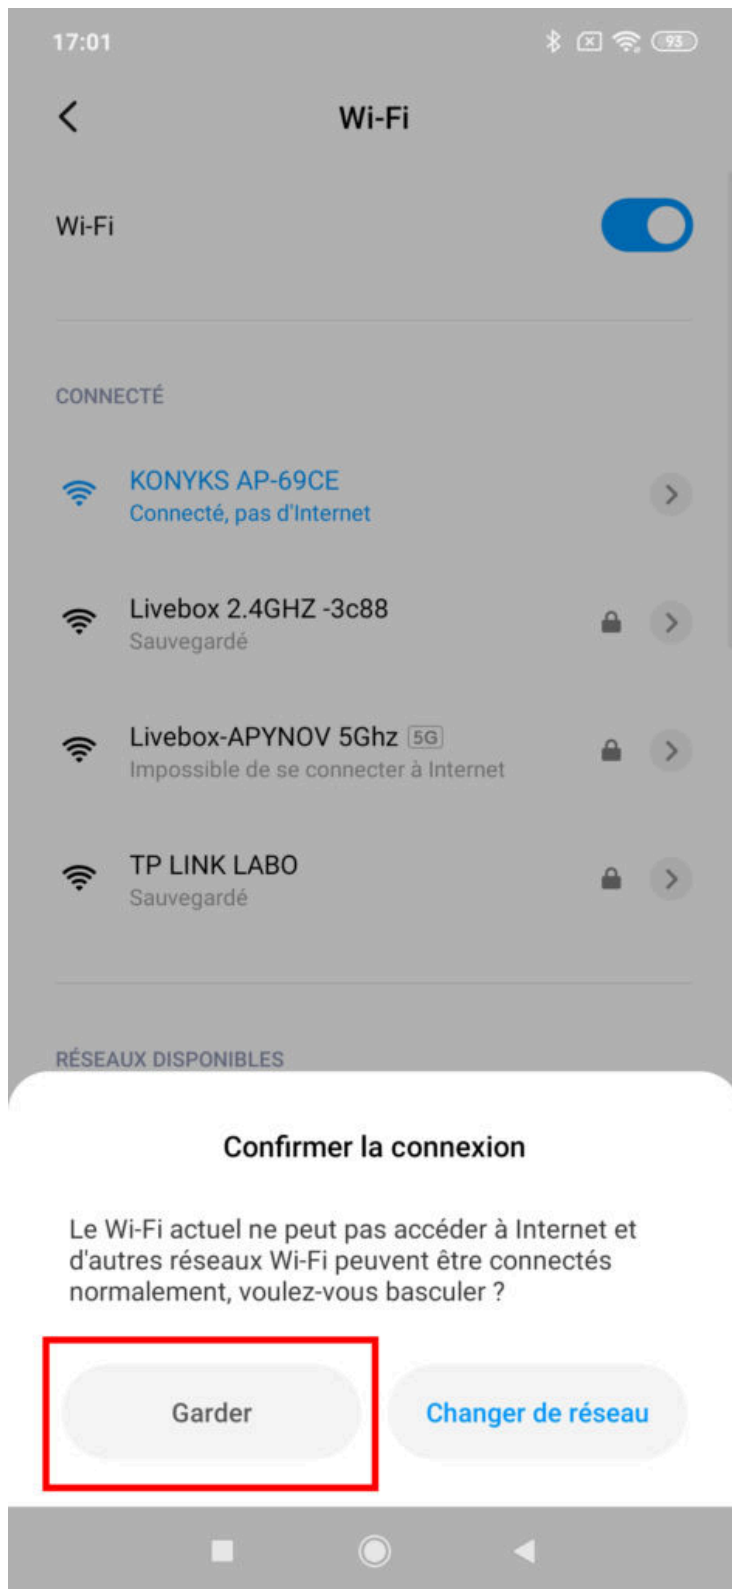 17:01
93
Wi-Fi
Wi-Fi
CONNECTÉ
KONYKS AP-69CE
Connecté, pas d'Internet
Livebox 2.4GHZ -3c88
Sauvegardé
Livebox-APYNOV 5Ghz 5G
Impossible de se connecter à Internet
TP LINK LABO
Sauvegardé
RÉSEAUX DISPONIBLES
Confirmer la connexion
Le Wi-Fi actuel ne peut pas accéder à Internet et
d'autres réseaux Wi-Fi peuvent être connectés
normalement, voulez-vous basculer ?
Garder
Changer de réseau